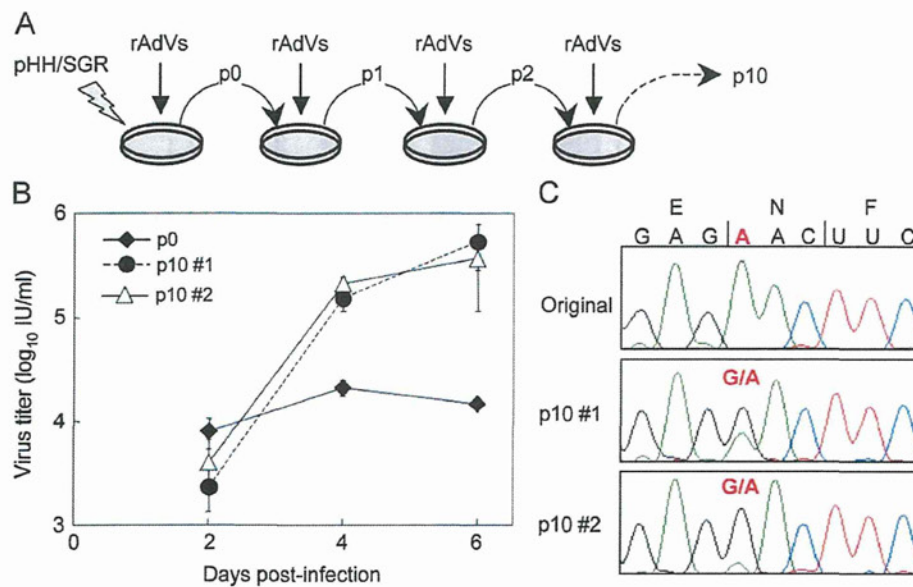 A
pHH/SGR
rAdVs rAdVs rAdVs rAdVs
p0 p1 p2 p10
B
Virus titer (log10 IU/ml)
6
5
4
3
p0
p10 #1
p10 #2
0 2 4 6
Days post-infection
C
E N F
G A G A A C U U C
Original
G/A
p10 #1
G/A
p10 #2